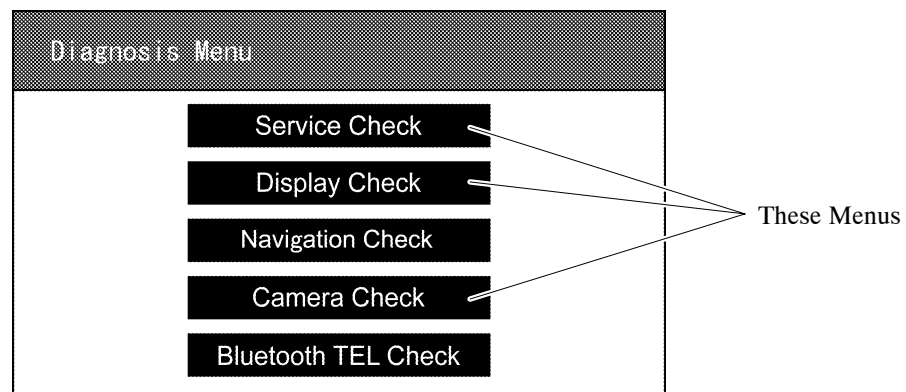 Diagnosis Menu
Service Check
Display Check
These Menus
Navigation Check
Camera Check
Bluetooth TEL Check